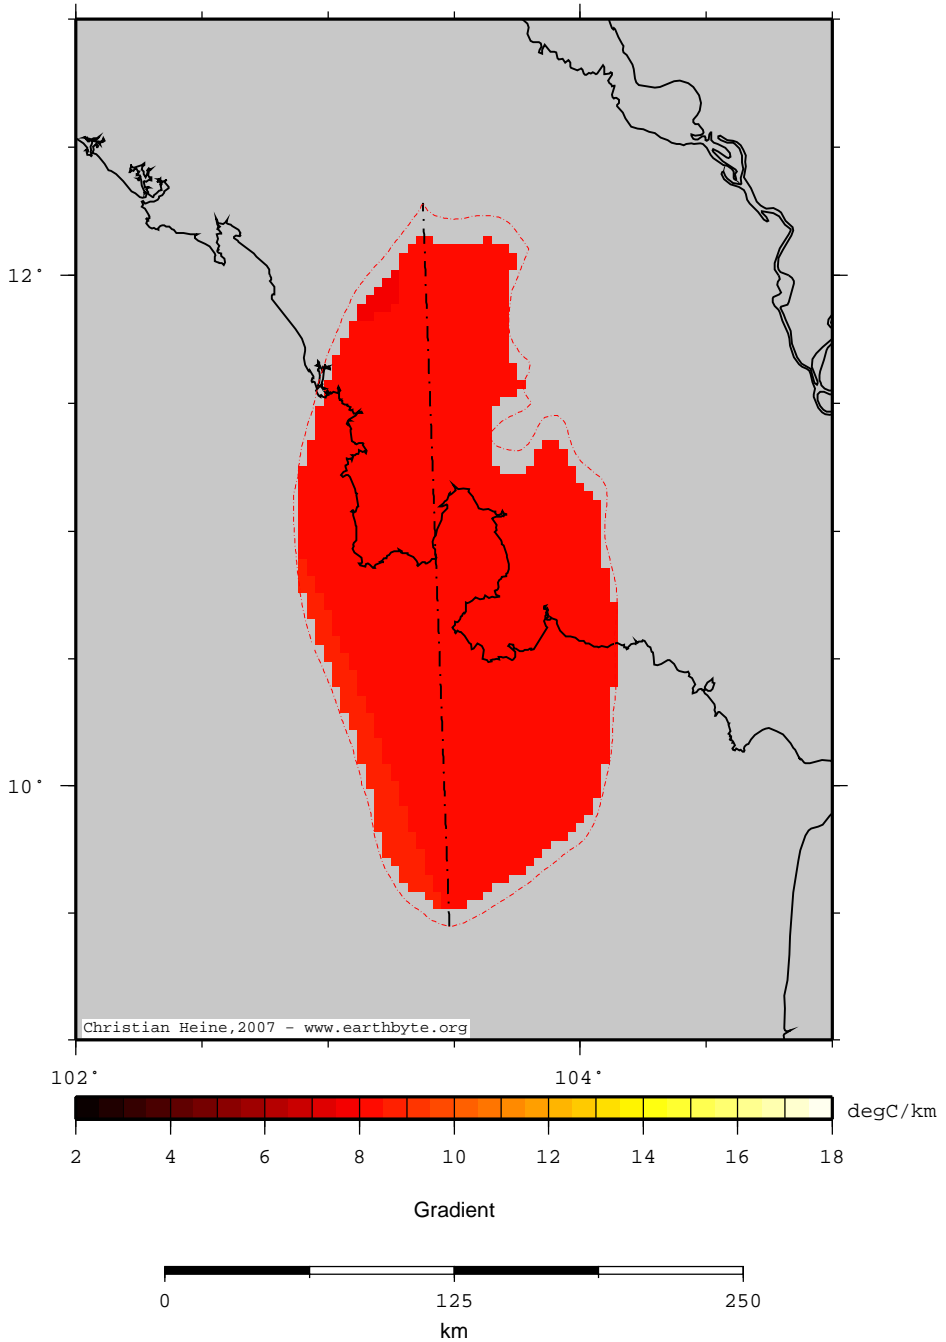 12°
10°
Christian Heine,2007 - www.earthbyte.org
102° 104°
degC/km
2 4 6 8 10 12 14 16 18
Gradient
0 125 250
km